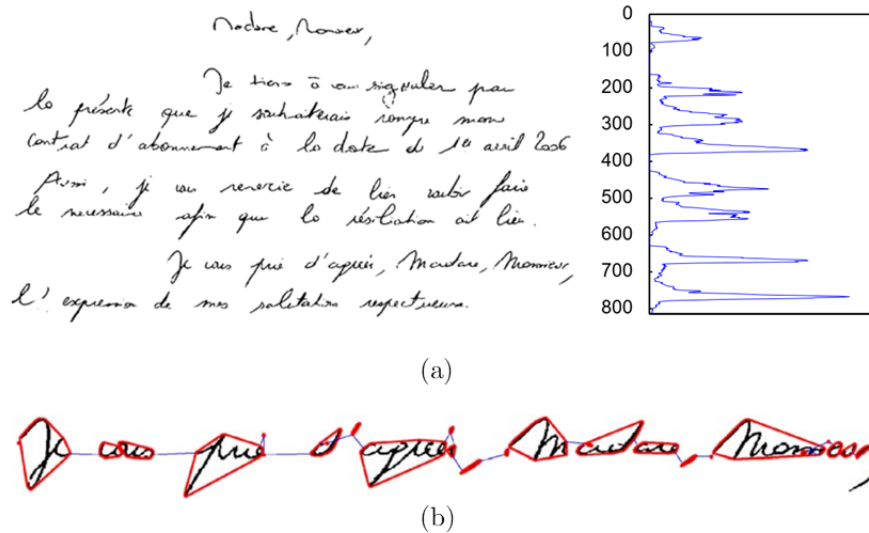 Madame, Monsieur,
Je tiens à vous signaler par
la présente que je souhaiterais rompre mon
contrat d'abonnement à la date du 1er avril 2006
Aussi, je vous remercie de bien vouloir faire
le nécessaire afin que la résiliation ait lieu.
Je vous prie d'agréer, Madame, Monsieur,
l'expression de mes salutations respectueuses.
0
100
200
300
400
500
600
700
800
(a)
Je vous prie d'agréer Madame Monsieur,
(b)